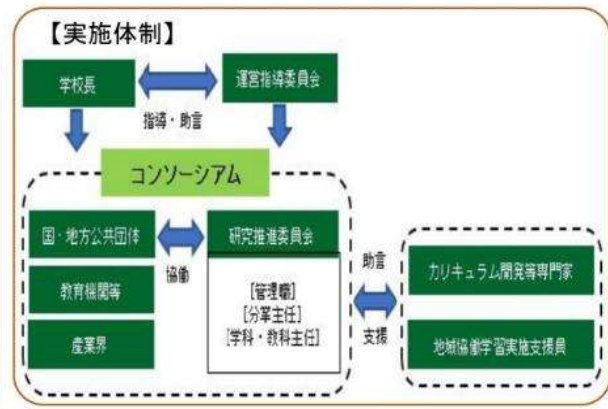 【実施体制】
学校長
運営指導委員会
指導・助言
コンソーシアム
国・地方公共団体
研究推進委員会
協働
教育機関等
産業界
[管理職]
[分掌主任]
[学科・教科主任]
助言
支援
カリキュラム開発等専門家
地域協働学習実施支援員